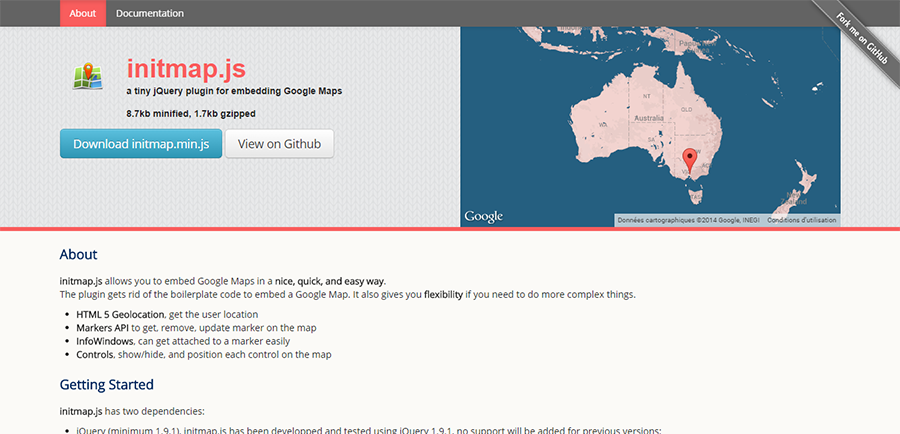 About
Documentation
Fork me on GitHub
initmap.js
a tiny jQuery plugin for embedding Google Maps
8.7kb minified, 1.7kb gzipped
Download initmap.min.js
View on Github
Papua New
NT
QLD
Australia
WA
SA
TAS
New
Zealand
Google
Données cartographiques ©2014 Google, INEGI
Conditions d'utilisation
About
initmap.js allows you to embed Google Maps in a nice, quick, and easy way.
The plugin gets rid of the boilerplate code to embed a Google Map. It also gives you flexibility if you need to do more complex things.
• HTML 5 Geolocation, get the user location
• Markers API to get, remove, update marker on the map
• InfoWindows, can get attached to a marker easily
• Controls, show/hide, and position each control on the map
Getting Started
initmap.js has two dependencies:
• jQuery (minimum 1.9.1), initmap.js has been developped and tested using jQuery 1.9.1, no support will be added for previous versions;